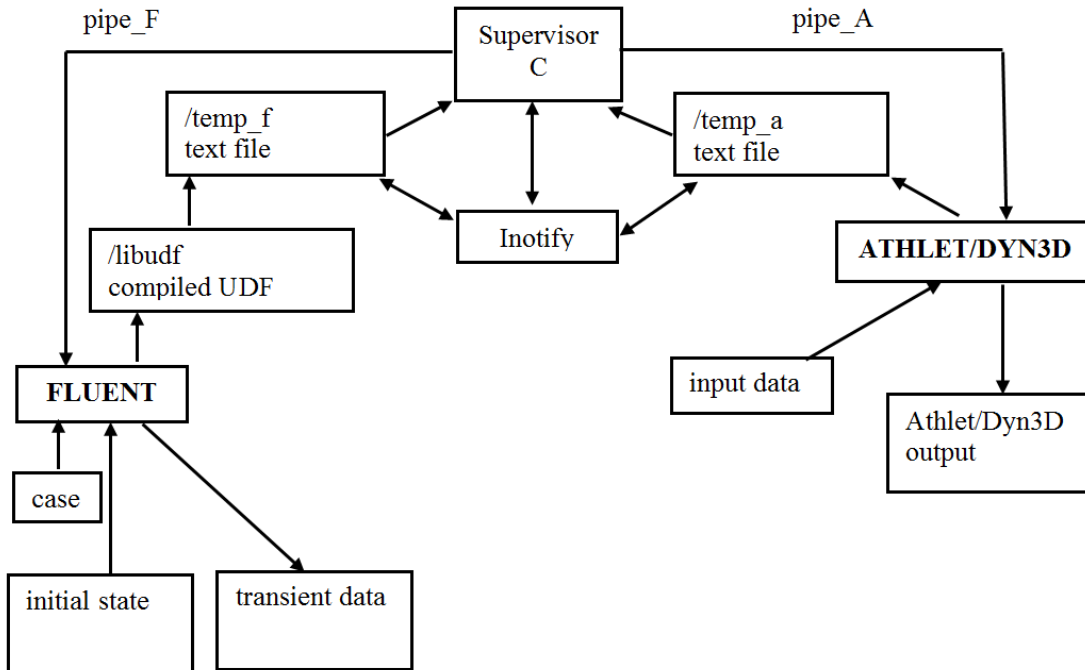 pipe_F
Supervisor
C
pipe_A
/temp_f
text file
/temp_a
text file
Inotify
/libudf
compiled UDF
ATHLET/DYN3D
FLUENT
input data
Athlet/Dyn3D
output
case
initial state
transient data